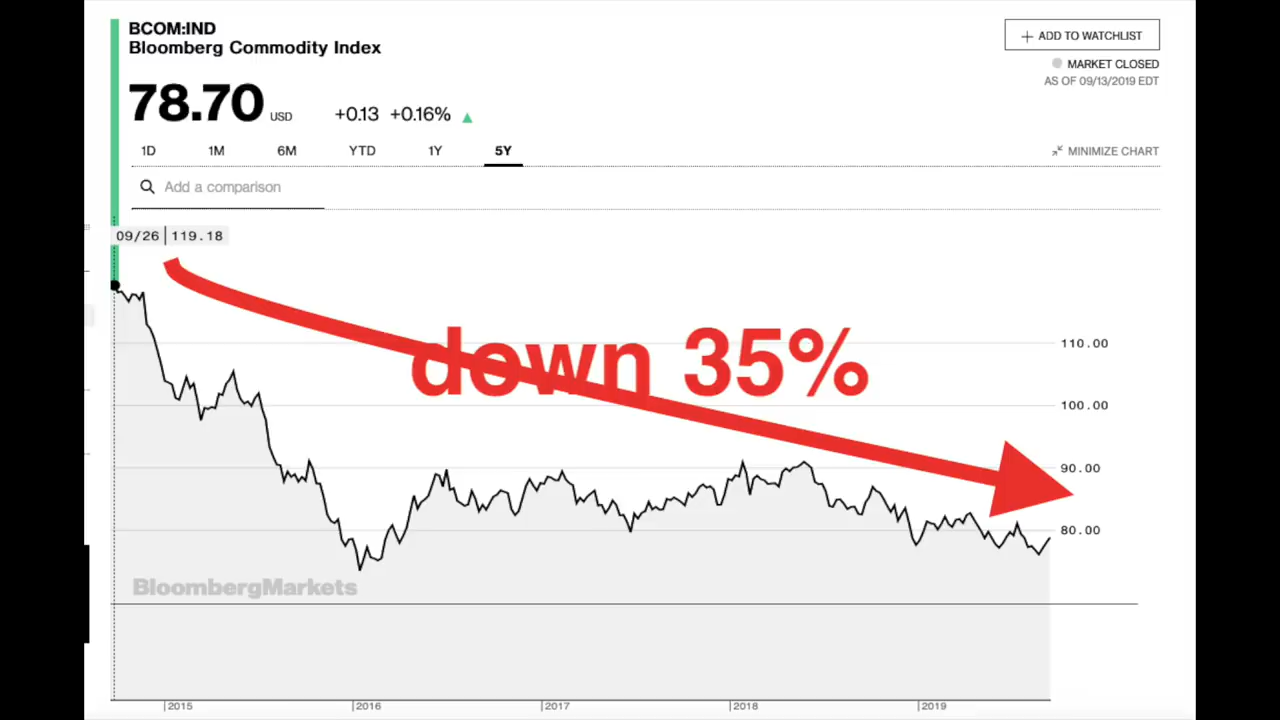 BCOM:IND
Bloomberg Commodity Index
+ ADD TO WATCHLIST
MARKET CLOSED
AS OF 09/13/2019 EDT
78.70 USD +0.13 +0.16%
1D 1M 6M YTD 1Y 5Y
MINIMIZE CHART
Add a comparison
09/26 119.18
down 35%
110.00
100.00
90.00
80.00
BloombergMarkets
2015 2016 2017 2018 2019